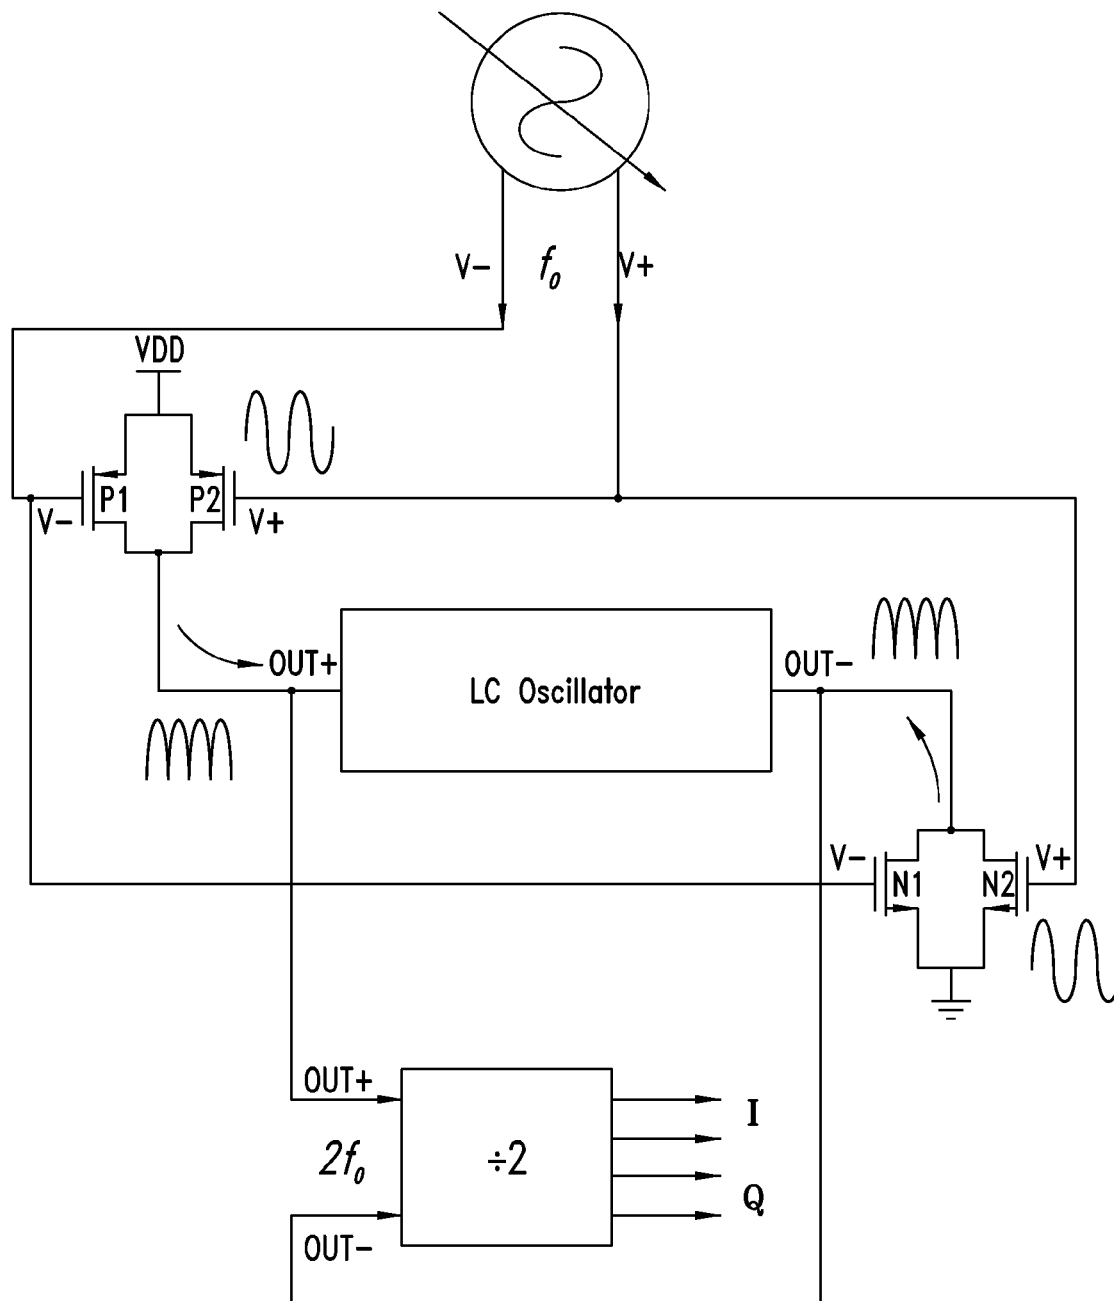 V- f₀ V+
VDD
P1 P2
V- V+
OUT+ LC Oscillator OUT-
V- N1 N2 V+
OUT+ I
2f₀ ÷2
Q
OUT-